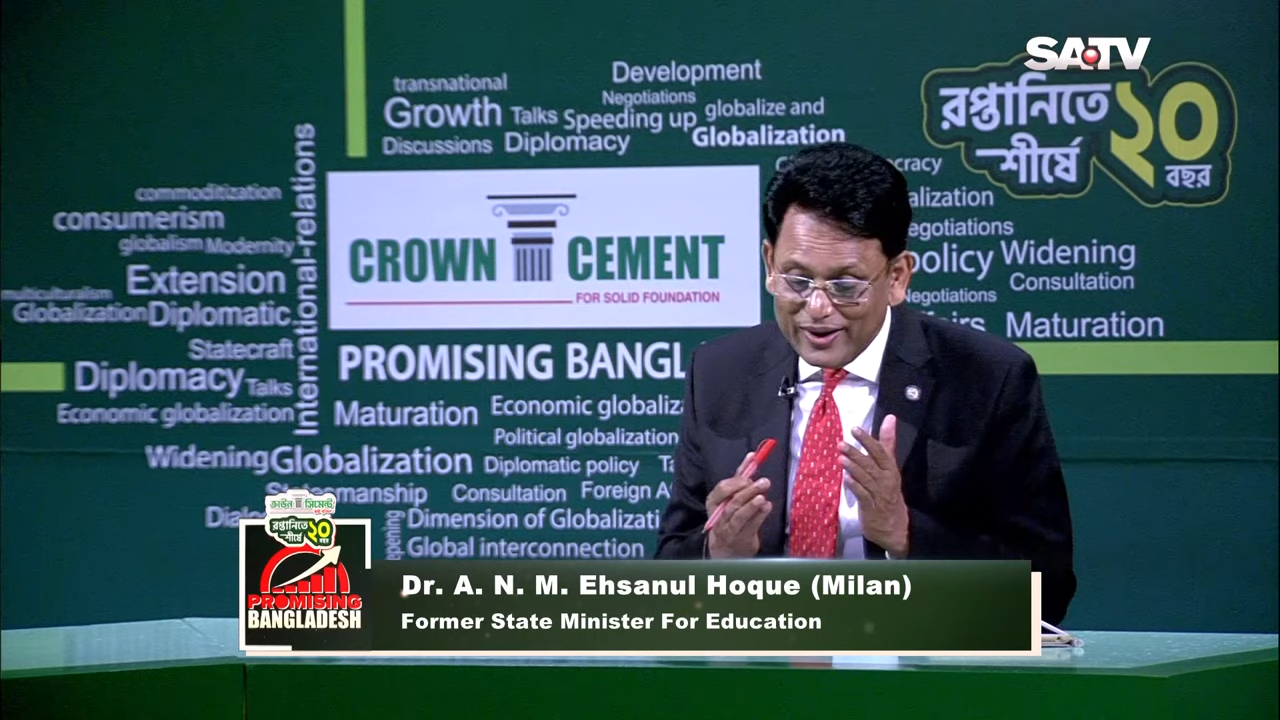 SATV
রপ্তানিতে
শীর্ষে
২০
বছর
transnational
Development
Negotiations
Growth
Talks
Speeding up
globalize and
Discussions
Diplomacy
Globalization
commoditization
consumerism
globalism
Modernity
International-relations
Extension
multiculturalism
Globalization
Diplomatic
Statecraft
Diplomacy
Talks
Economic globalization
CROWN CEMENT
FOR SOLID FOUNDATION
policy
Widening
Consultation
Negotiations
Maturation
PROMISING BANGL
Maturation
Economic globaliz
Political globalization
Widening
Globalization
Diplomatic policy
Consultation
Foreign A
Dimension of Globalizati
Global interconnection
ক্রাউন সিমেন্ট
রপ্তানিতে
শীর্ষে
২০
PROMISING
BANGLADESH
Dr. A. N. M. Ehsanul Hoque (Milan)
Former State Minister For Education